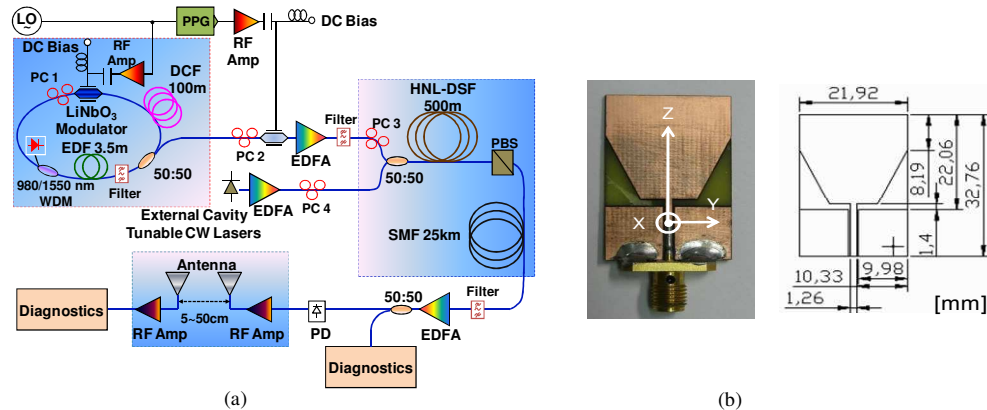 LO
~
PPG
RF
Amp
DC Bias
DC Bias
RF
Amp
PC 1
DCF
100m
LiNbO3
Modulator
EDF 3.5m
980/1550 nm
WDM
Filter
50:50
PC 2
EDFA
Filter
PC 3
HNL-DSF
500m
50:50
PBS
External Cavity
Tunable CW Lasers
EDFA
PC 4
SMF 25km
Antenna
5~50cm
Diagnostics
RF Amp
RF Amp
PD
50:50
EDFA
Filter
Diagnostics
(a)
Z
X
Y
21,92
8,19
22,06
32,76
1,4
10,33
9,98
1,26
[mm]
(b)